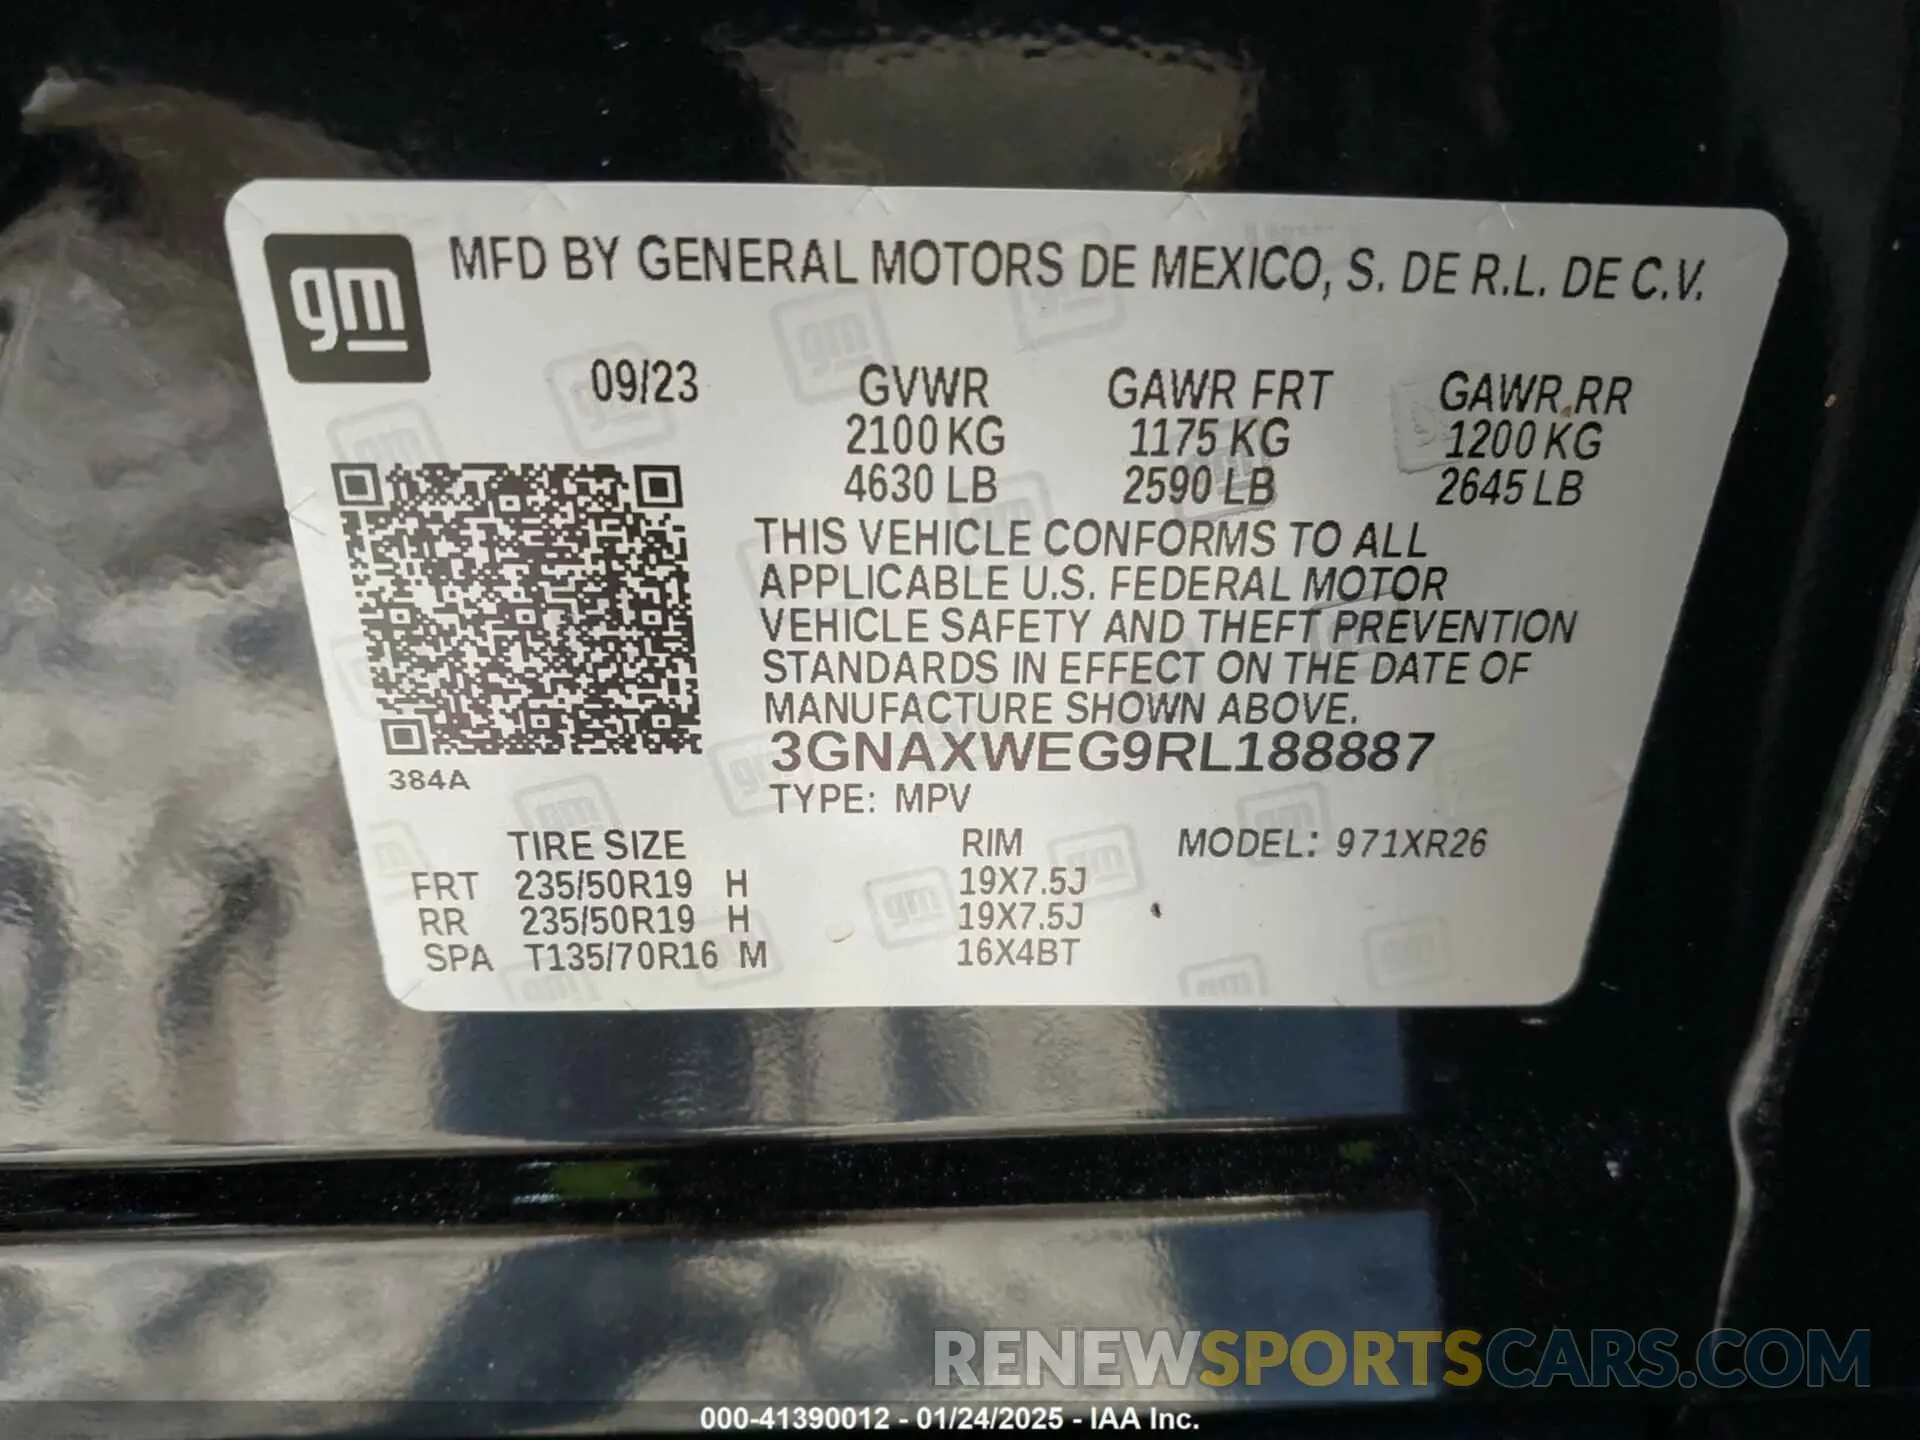 gm
MFD BY GENERAL MOTORS DE MEXICO, S. DE R.L. DE C.V.
09/23 GVWR GAWR FRT GAWR RR
2100 KG 1175 KG 1200 KG
4630 LB 2590 LB 2645 LB
THIS VEHICLE CONFORMS TO ALL
APPLICABLE U.S. FEDERAL MOTOR
VEHICLE SAFETY AND THEFT PREVENTION
STANDARDS IN EFFECT ON THE DATE OF
MANUFACTURE SHOWN ABOVE.
3GNAXWEG9RL188887
384A
TYPE: MPV
TIRE SIZE RIM MODEL: 971XR26
FRT 235/50R19 H 19X7.5J
RR 235/50R19 H 19X7.5J
SPA T135/70R16 M 16X4BT
RENEWSPORTSCARS.COM
000-41390012 - 01/24/2025 - IAA Inc.